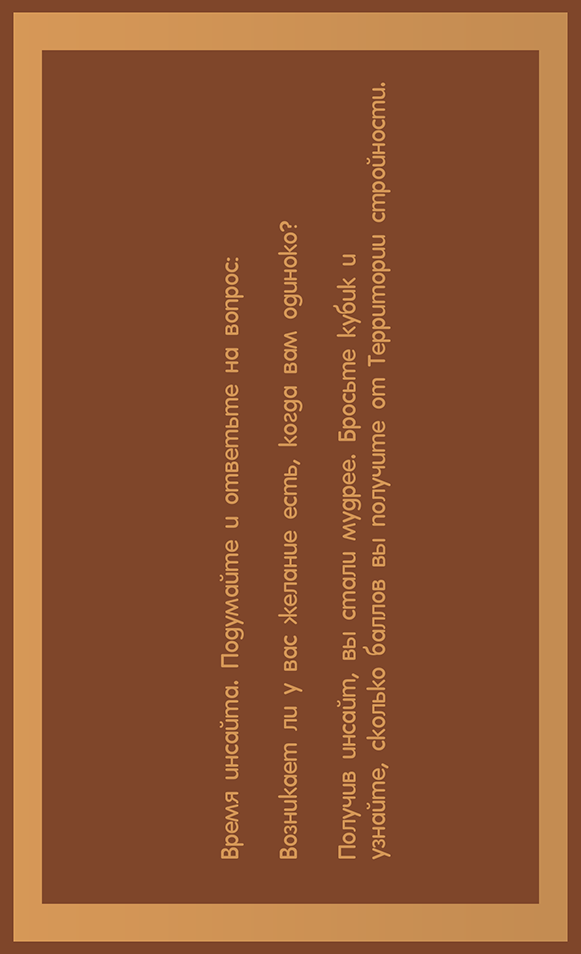 Время инсайта. Подумайте и ответьте на вопрос:
Возникает ли у вас желание есть, когда вам одиноко?
Получив инсайт, вы стали мудрее. Бросьте кубик и
узнайте, сколько баллов вы получите от Территории стройности.